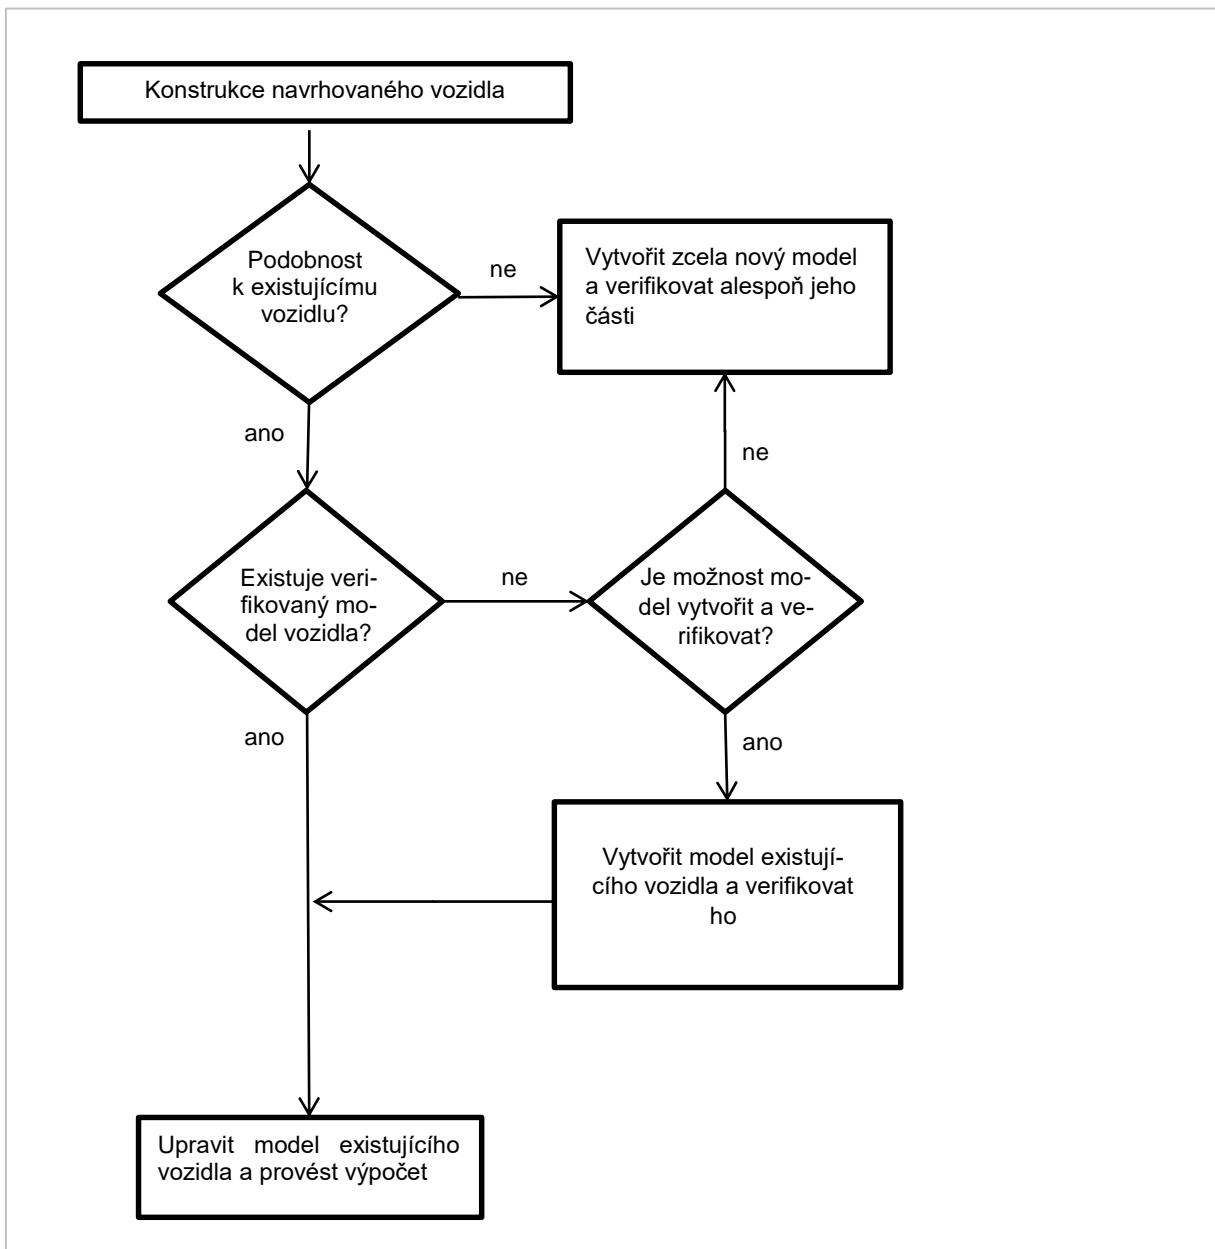 Konstrukce navrhovaného vozidla
Podobnost
k existujícímu
vozidlu?
ne
Vytvořit zcela nový model
a verifikovat alespoň jeho
části
ano
ne
Existuje veri-
fikovaný mo-
del vozidla?
ne
Je možnost mo-
del vytvořit a ve-
rifikovat?
ano
ano
Vytvořit model existují-
cího vozidla a verifikovat
ho
Upravit model existujícího
vozidla a provést výpočet